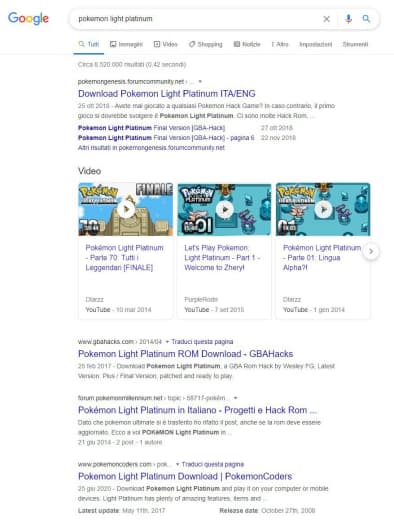 Google
pokemon light platinum
Tutti Immagini Video Shopping Notizie Altro Impostazioni Strumenti
Circa 6.520.000 risultati (0,42 secondi)
pokemongenesis.forumcommunity.net › ...
Download Pokemon Light Platinum ITA/ENG
25 ott 2018 - Avete mai giocato a qualsiasi Pokemon Hack Game? In caso contrario, il primo
gioco si dovrebbe svolgere è Pokemon Light Platinum. Ci sono molte Hack Rom, ...
Pokemon Light Platinum Final Version [GBA-Hack] 27 ott 2018
Pokemon Light Platinum Final Version [GBA-Hack] - pagina 6 22 nov 2018
Altri risultati in pokemongenesis.forumcommunity.net
Video
POKÉMON FINALE
POKÉMON PLATINUM 01
POKÉMON 01
Pokémon Light Platinum
- Parte 70: Tutti i
Leggendari [FINALE]
Dlarzz
YouTube - 10 mar 2014
Let's Play Pokemon:
Light Platinum - Part 1 -
Welcome to Zhery!
PurpleRodri
YouTube - 7 set 2015
Pokémon Light Platinum
- Parte 01: Lingua
Alpha?!
Dlarzz
YouTube - 1 gen 2014
www.gbahacks.com › 2014/04 Traduci questa pagina
Pokemon Light Platinum ROM Download - GBAHacks
25 feb 2017 - Download Pokemon Light Platinum, a GBA Rom Hack by Wesley FG, Latest
Version: Plus / Final Version, patched and ready to play.
forum.pokemonmillennium.net › topic › 58717-pokém...
Pokémon Light Platinum in Italiano - Progetti e Hack Rom ...
Dato che pokemon ultimate si è trasferito ho rifatto il post, anche se la rom deve essere
aggiornato. Ecco a voi POKéMON Light Platinum in ...
21 giu 2014 - 2 post - 1 autore
www.pokemoncoders.com › pok... Traduci questa pagina
Pokemon Light Platinum Download | PokemonCoders
25 giu 2020 - Download Pokemon Light Platinum and play it on your computer or mobile
devices. Light Platinum has plenty of amazing features, items and ...
Latest update: May 11th, 2017 Release date: October 27th, 2008